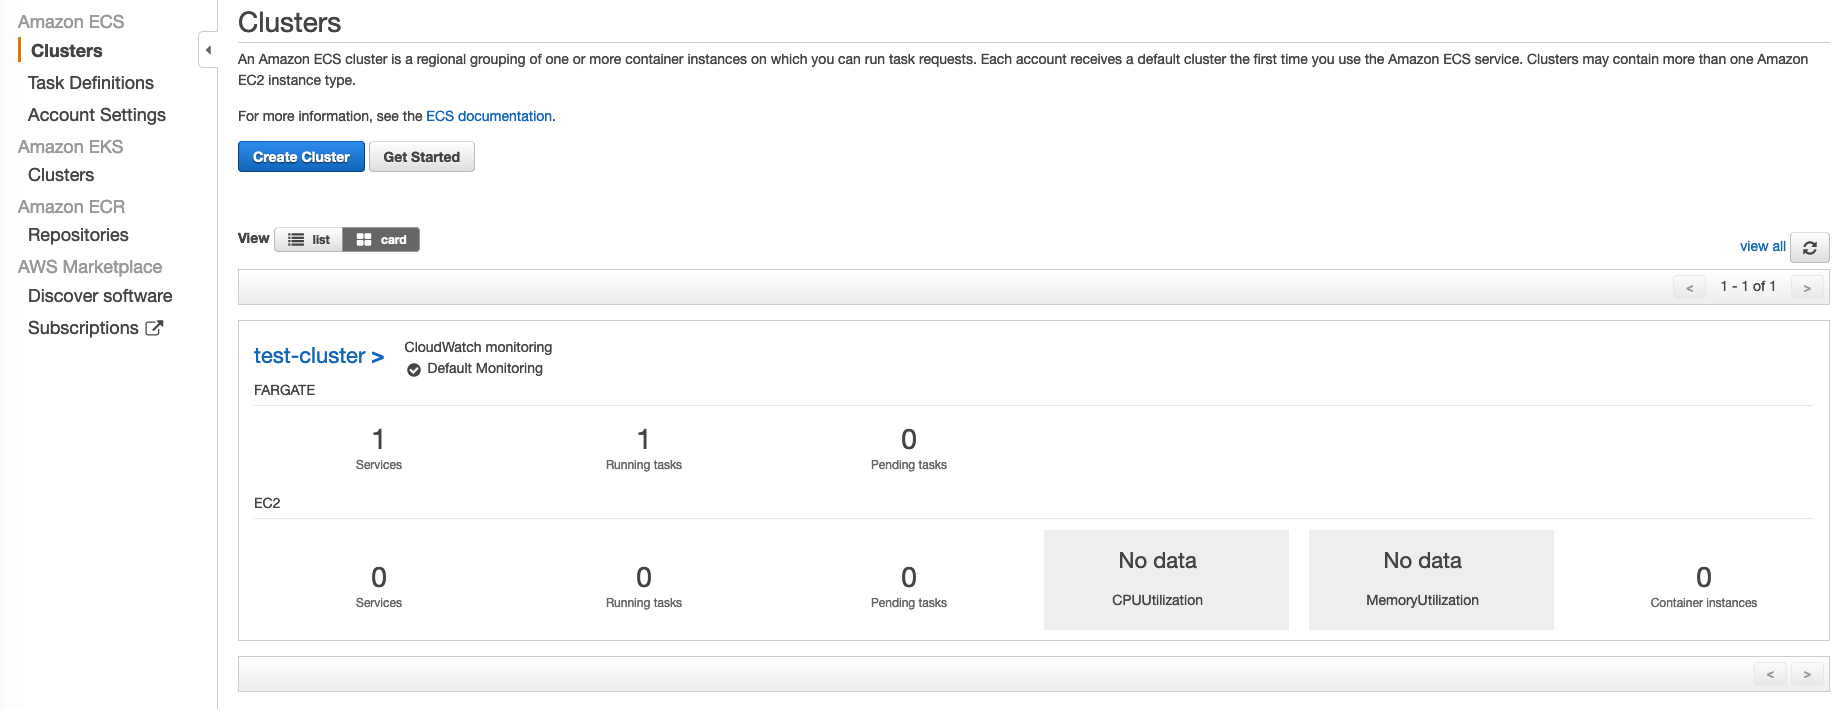 Amazon ECS
Clusters
Task Definitions
Account Settings
Amazon EKS
Clusters
Amazon ECR
Repositories
AWS Marketplace
Discover software
Subscriptions
Clusters
An Amazon ECS cluster is a regional grouping of one or more container instances on which you can run task requests. Each account receives a default cluster the first time you use the Amazon ECS service. Clusters may contain more than one Amazon
EC2 instance type.
For more information, see the ECS documentation.
Create Cluster Get Started
View list card
view all
< 1 - 1 of 1 >
test-cluster >
CloudWatch monitoring
Default Monitoring
FARGATE
1 1 0
Services Running tasks Pending tasks
EC2
0 0 0 No data No data 0
Services Running tasks Pending tasks CPUUtilization MemoryUtilization Container instances
< >